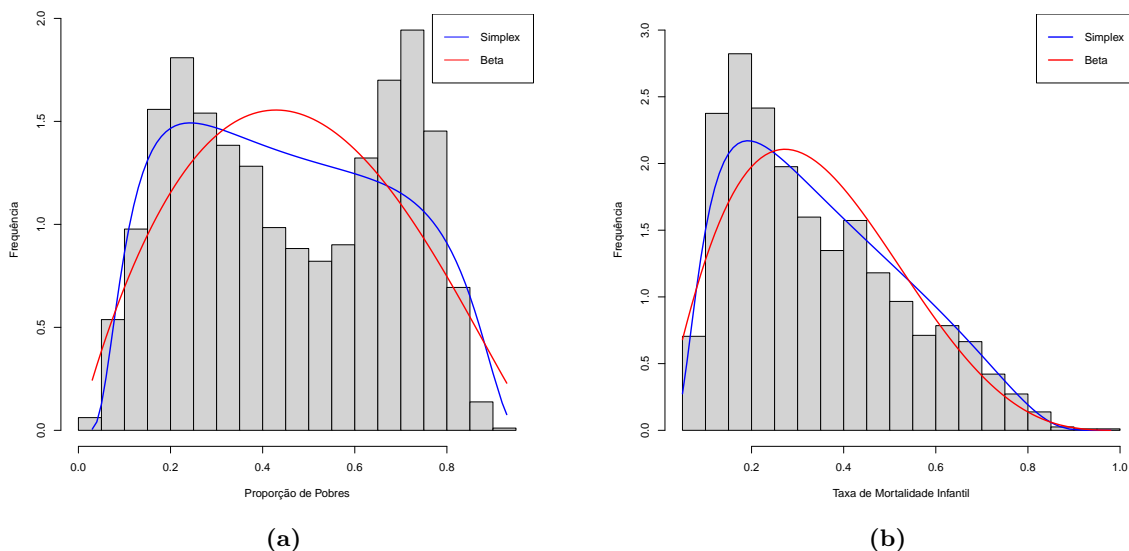 Simplex
Beta
Frequência
0.0
0.5
1.0
1.5
2.0
0.0 0.2 0.4 0.6 0.8
Proporção de Pobres
(a)
Simplex
Beta
Frequência
0.0
0.5
1.0
1.5
2.0
2.5
3.0
0.2 0.4 0.6 0.8 1.0
Taxa de Mortalidade Infantil
(b)